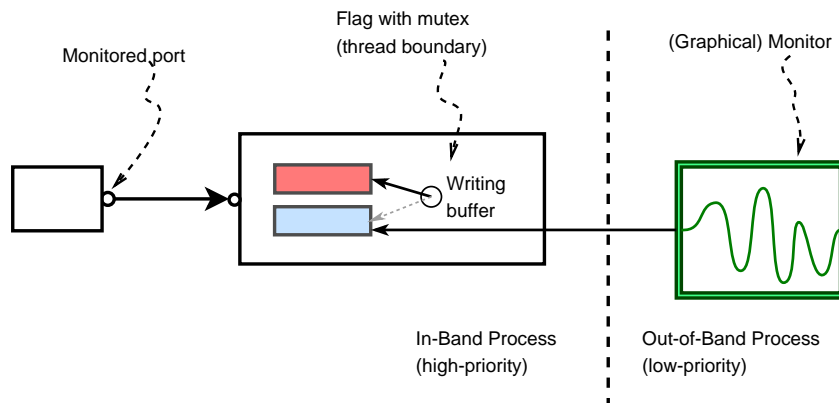 Flag with mutex
(thread boundary)
Monitored port
(Graphical) Monitor
Writing
buffer
In-Band Process
(high-priority)
Out-of-Band Process
(low-priority)